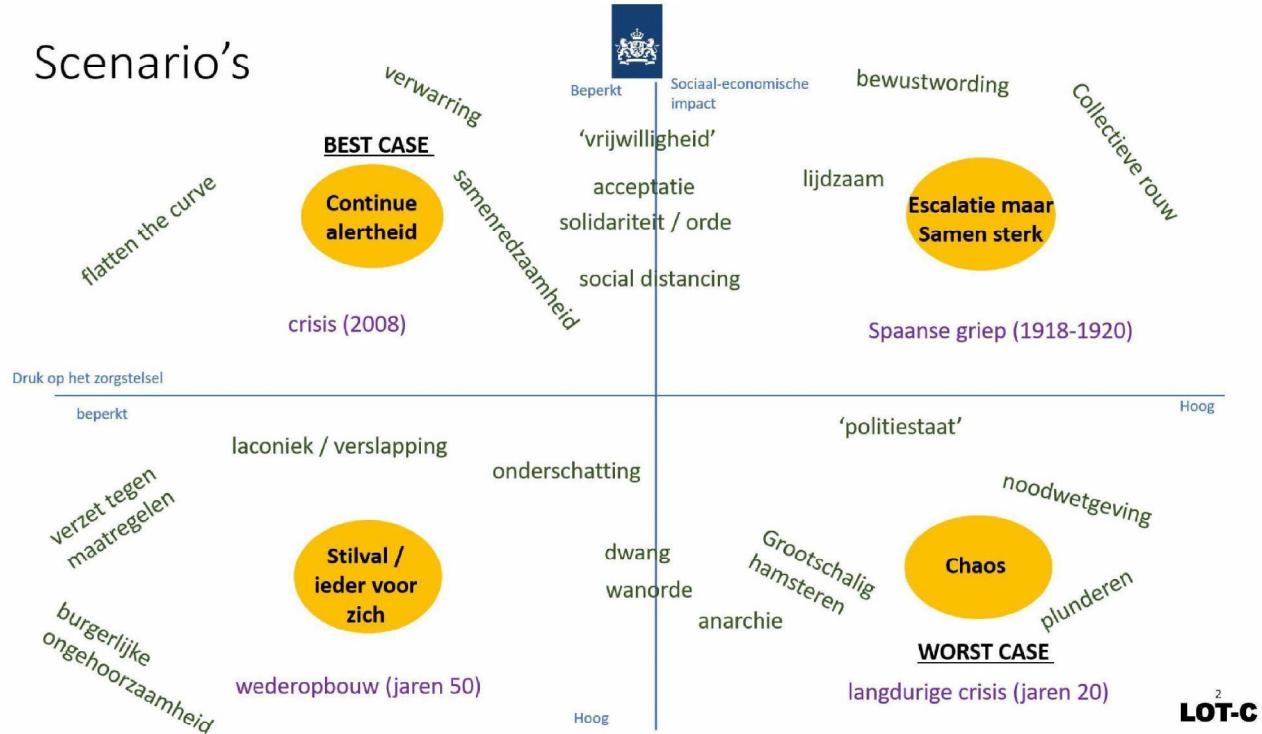 Scenario's
verwarring
Beperkt
Sociaal-economische
impact
bewustwording
Collectieve rouw
BEST CASE
'vrijwilligheid'
flatten the curve
Continue
alertheid
samenredzaamheid
acceptatie
solidariteit / orde
social distancing
lijdzaam
Escalatie maar
Samen sterk
crisis (2008)
Spaanse griep (1918-1920)
Druk op het zorgstelsel
beperkt
Hoog
laconiek / verslapping
'politiestaat'
onderschatting
verzet tegen
maatregelen
noodwetgeving
Stilval /
ieder voor
zich
dwang
wanorde
anarchie
Grootschalig
hamsteren
Chaos
plunderen
burgerlijke
ongehoorzaamheid
WORST CASE
wederopbouw (jaren 50)
langdurige crisis (jaren 20)
Hoog
2
LOT-C